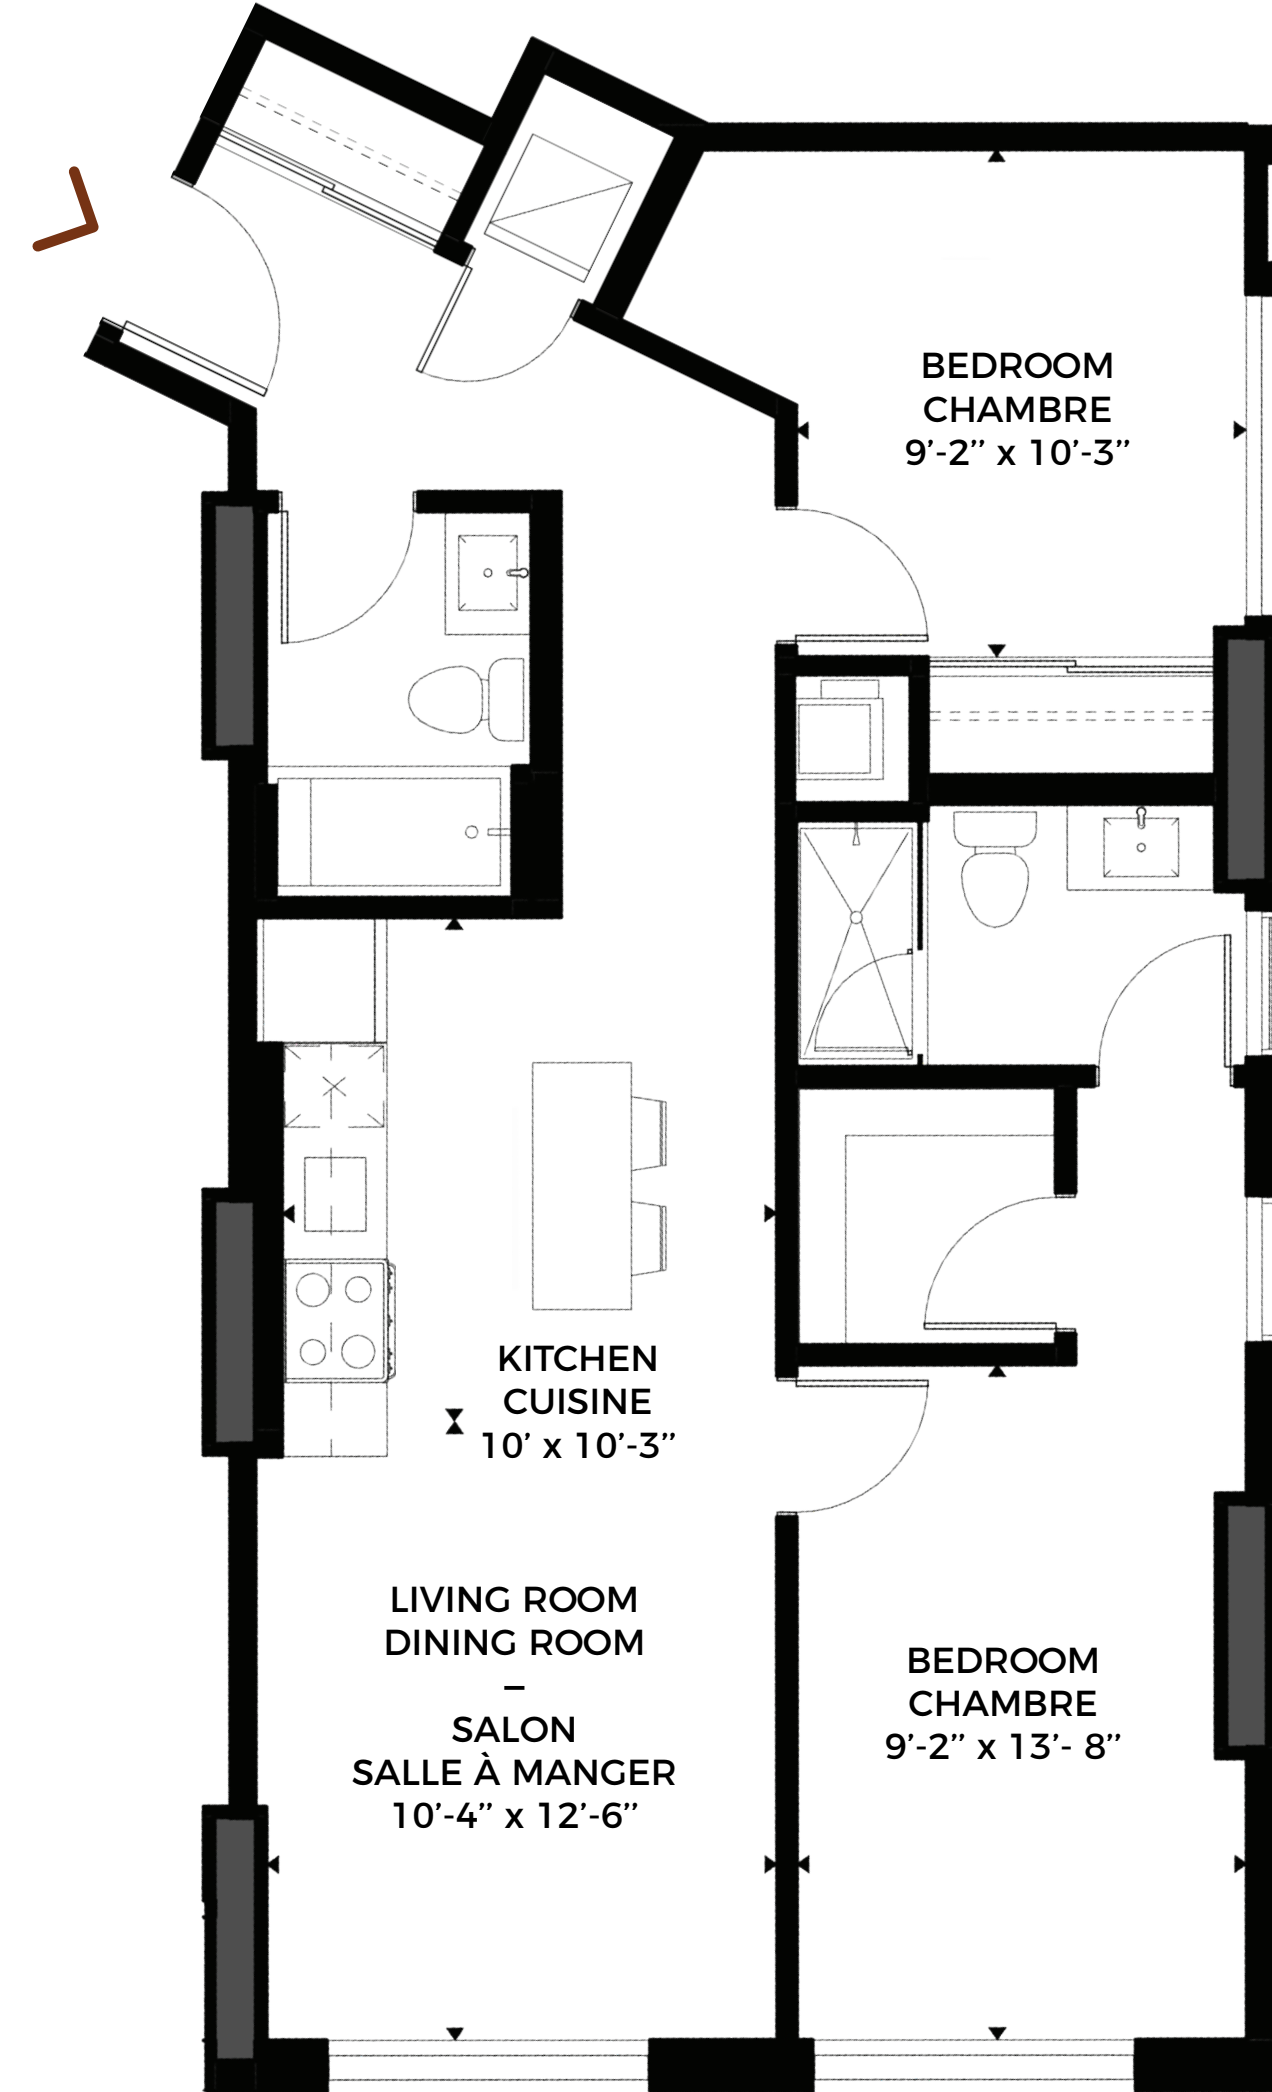 BEDROOM
CHAMBRE
9’-2’’ x 10’-3’’
KITCHEN
CUISINE
10’ x 10’-3’’
LIVING ROOM
DINING ROOM
–
SALON
SALLE À MANGER
10’-4’’ x 12’-6’’
BEDROOM
CHAMBRE
9’-2’’ x 13’- 8’’